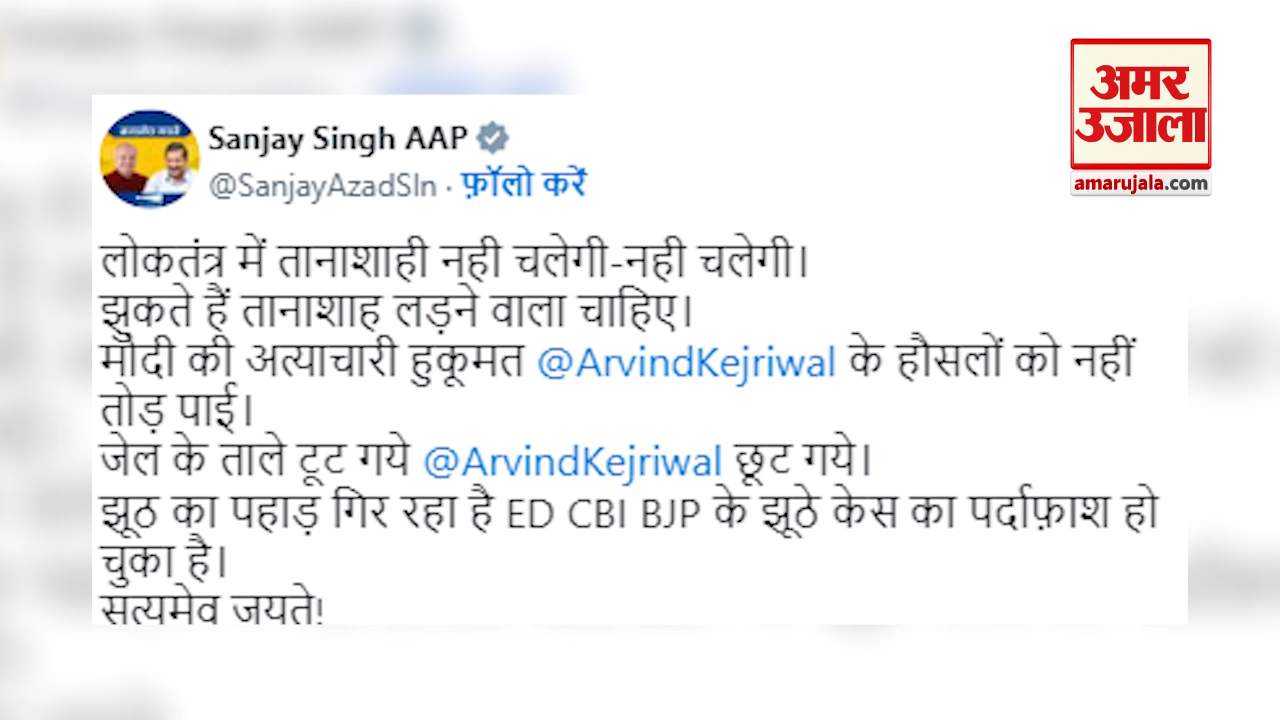 अमर
उजाला
amarujala.com
Sanjay Singh AAP
@SanjayAzadSln · फ़ॉलो करें
लोकतंत्र में तानाशाही नही चलेगी-नही चलेगी।
झुकते हैं तानाशाह लड़ने वाला चाहिए।
मोदी की अत्याचारी हुकूमत @ArvindKejriwal के हौसलों को नहीं
तोड़ पाई।
जेल के ताले टूट गये @ArvindKejriwal छूट गये।
झूठ का पहाड़ गिर रहा है ED CBI BJP के झूठे केस का पर्दाफ़ाश हो
चुका है।
सत्यमेव जयते!